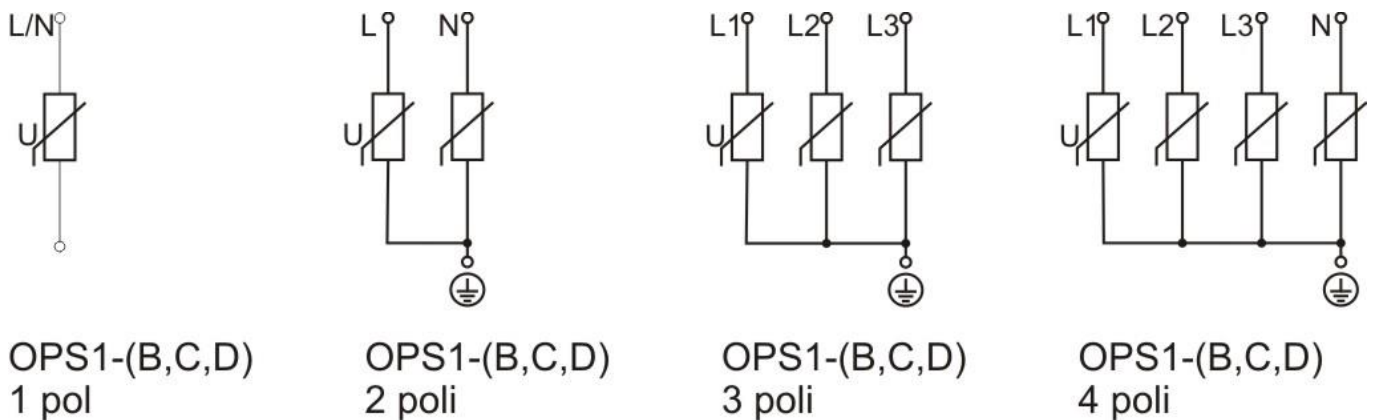 L/N
L N
L1 L2 L3
L1 L2 L3 N
U
U
U
U
OPS1-(B,C,D)
1 pol
OPS1-(B,C,D)
2 poli
OPS1-(B,C,D)
3 poli
OPS1-(B,C,D)
4 poli